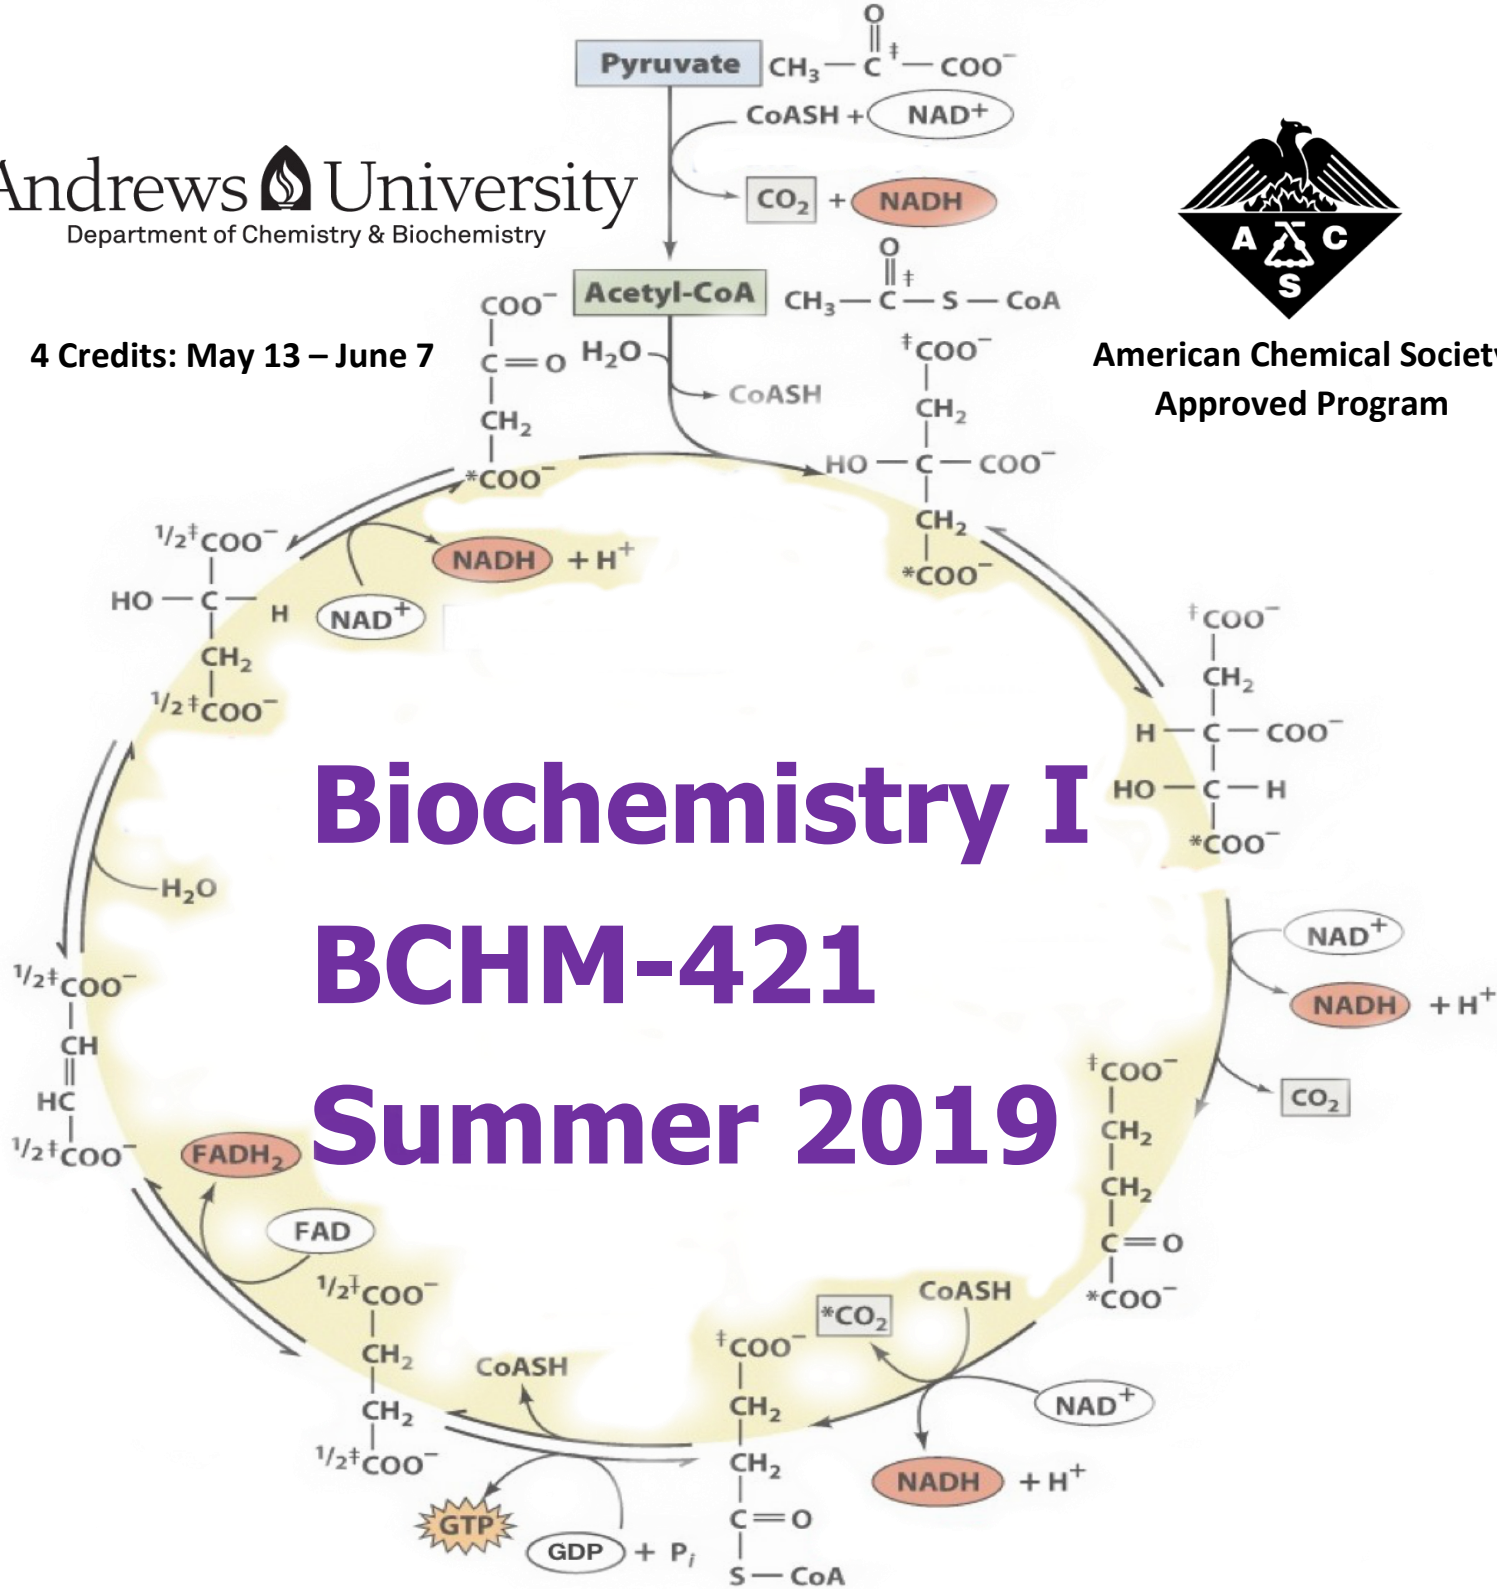 O
‖ ‡
Pyruvate CH₃ — C — COO⁻
CoASH + NAD⁺
CO₂ + NADH
Andrews University
Department of Chemistry & Biochemistry
A C
S
O
‖ ‡
Acetyl-CoA CH₃ — C — S — CoA
4 Credits: May 13 – June 7
American Chemical Society
Approved Program
H₂O
CoASH
COO⁻
C = O
CH₂
*COO⁻
‡COO⁻
CH₂
HO — C — COO⁻
CH₂
*COO⁻
NADH + H⁺
NAD⁺
1/2‡COO⁻
HO — C — H
CH₂
1/2‡COO⁻
‡COO⁻
CH₂
H — C — COO⁻
HO — C — H
*COO⁻
Biochemistry I
BCHM-421
Summer 2019
H₂O
NAD⁺
NADH + H⁺
CO₂
1/2‡COO⁻
CH
‖
HC
1/2‡COO⁻
‡COO⁻
CH₂
CH₂
C = O
*COO⁻
FADH₂
FAD
1/2‡COO⁻
CH₂
CH₂
1/2‡COO⁻
CoASH
*CO₂
CoASH
NAD⁺
NADH + H⁺
‡COO⁻
CH₂
CH₂
C = O
S — CoA
GTP
GDP + Pᵢ